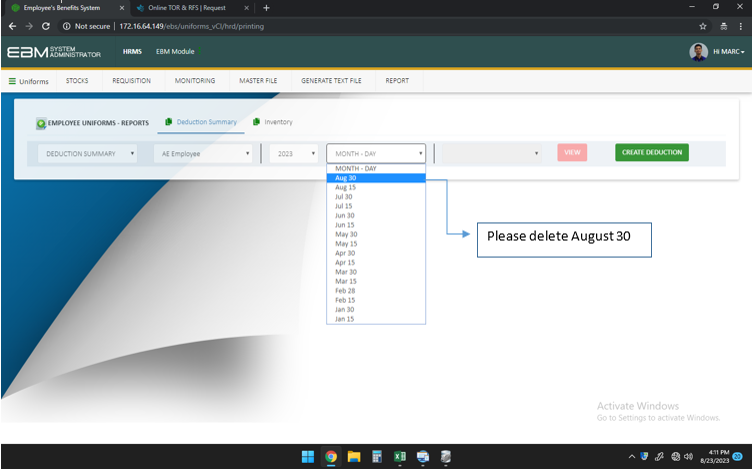 Employee's Benefits System
Online TOR & RFS | Request
Not secure | 172.16.64.149/ebs/uniforms_vCI/hrd/printing
EBM SYSTEM ADMINISTRATOR
HRMS
EBM Module
Hi MARC
Uniforms
STOCKS
REQUISITION
MONITORING
MASTER FILE
GENERATE TEXT FILE
REPORT
EMPLOYEE UNIFORMS - REPORTS
Deduction Summary
Inventory
DEDUCTION SUMMARY
AE Employee
2023
MONTH - DAY
VIEW
CREATE DEDUCTION
MONTH - DAY
Aug 30
Aug 15
Jul 30
Jul 15
Jun 30
Jun 15
May 30
May 15
Apr 30
Apr 15
Mar 30
Mar 15
Feb 28
Feb 15
Jan 30
Jan 15
Please delete August 30
Activate Windows
Go to Settings to activate Windows.
4:11 PM
8/23/2023